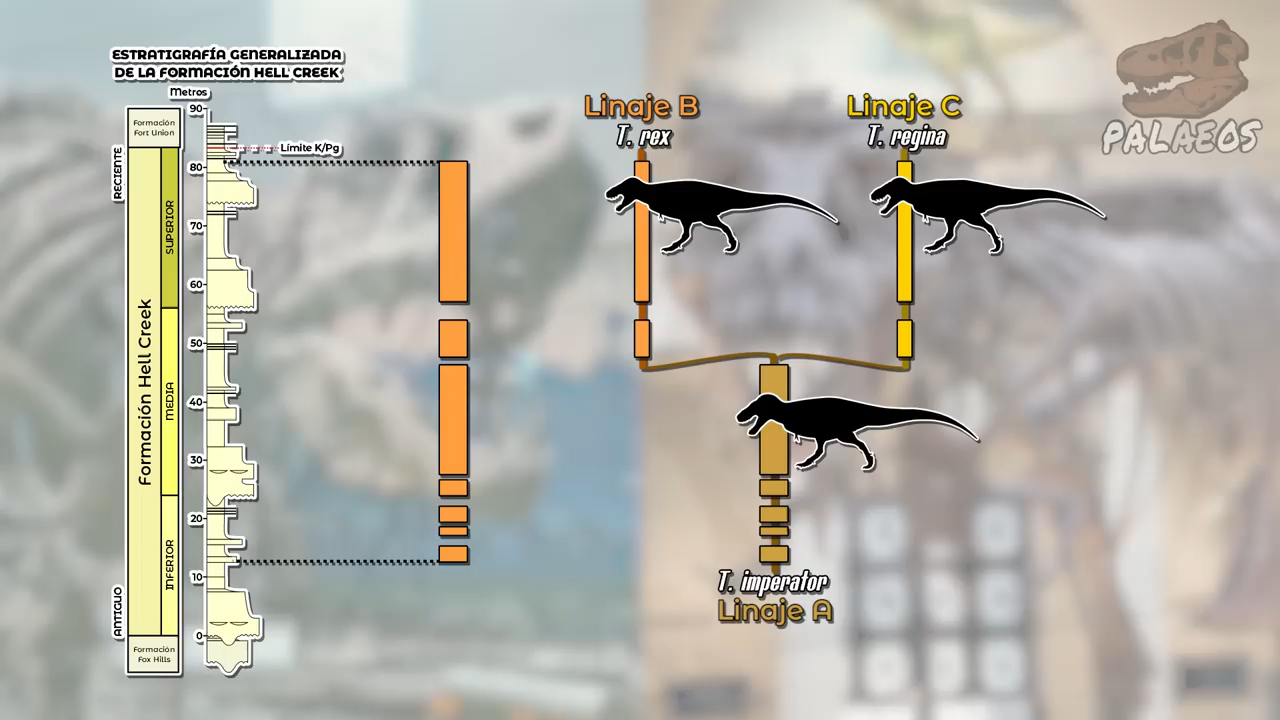 ESTRATIGRAFÍA GENERALIZADA
DE LA FORMACIÓN HELL CREEK
Metros
90
80
70
60
50
40
30
20
10
0
Formación
Fort Union
Límite K/Pg
RECIENTE
SUPERIOR
Formación Hell Creek
MEDIA
INFERIOR
ANTIGUO
Formación
Fox Hills
Linaje B
T. rex
Linaje C
T. regina
T. imperator
Linaje A
PALAEOS